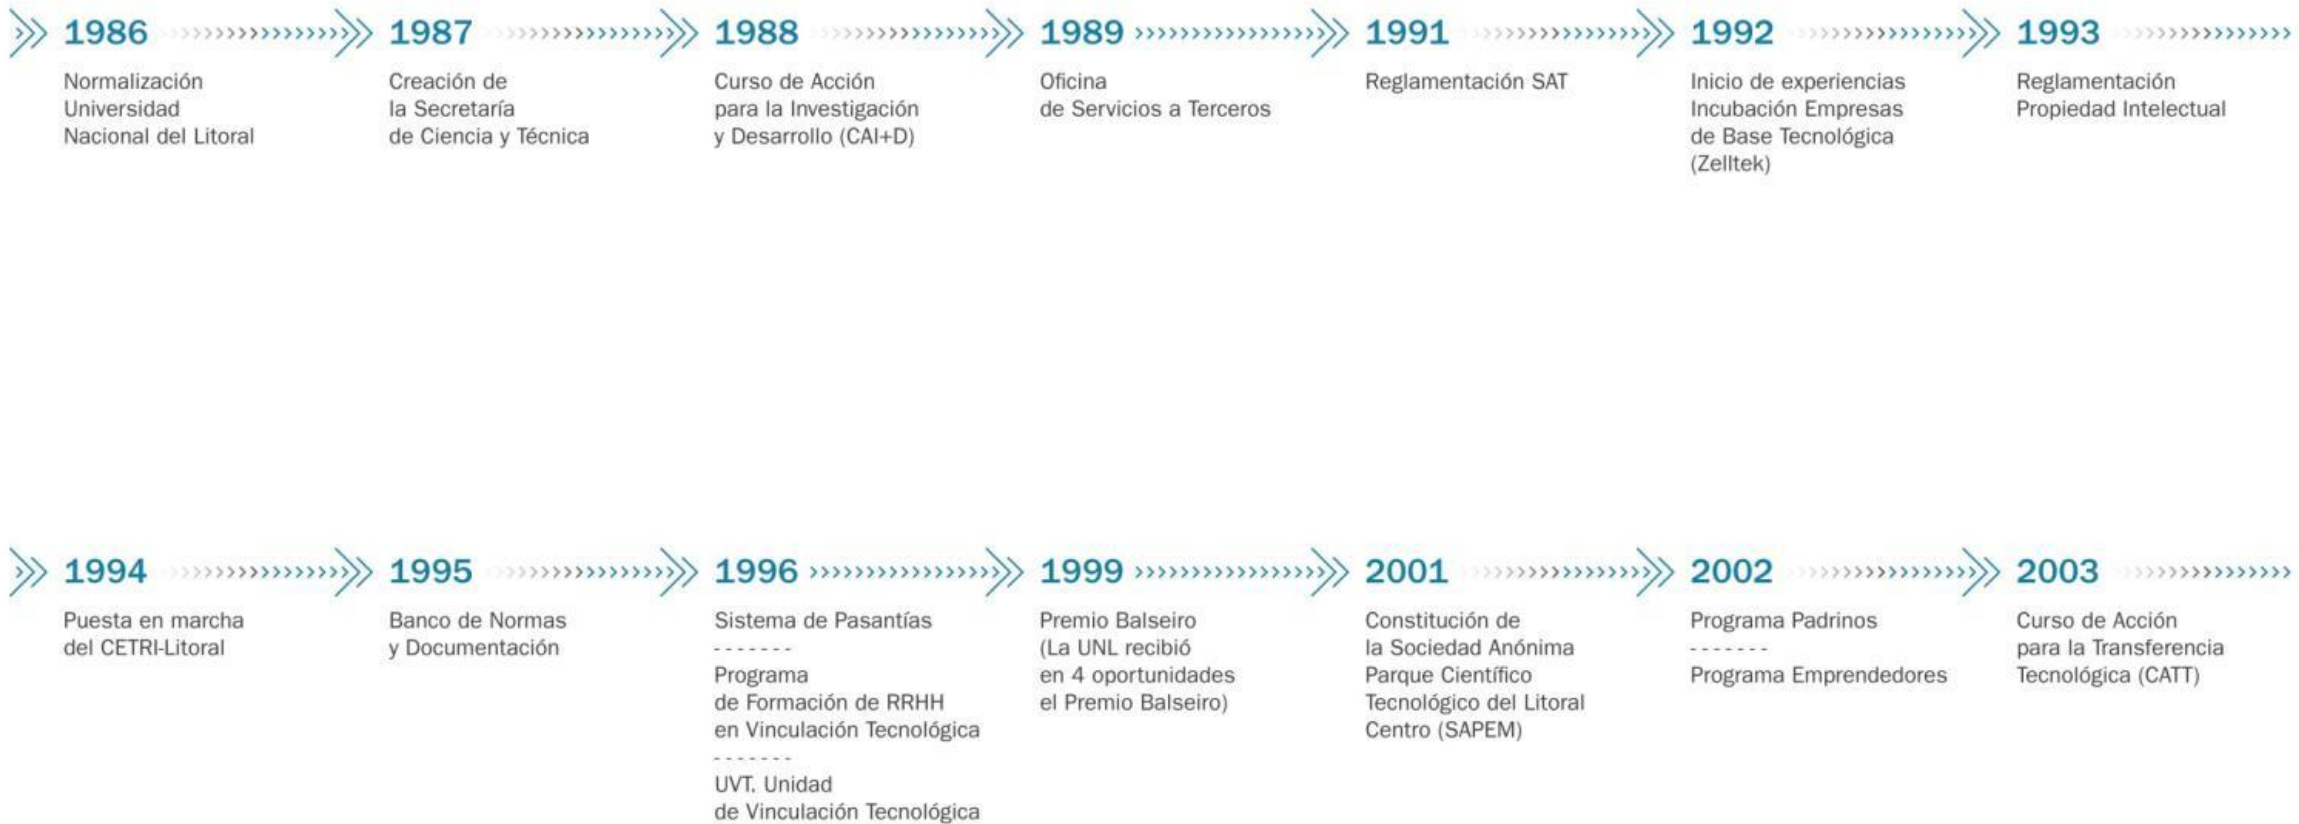 1986
Normalización
Universidad
Nacional del Litoral
1987
Creación de
la Secretaría
de Ciencia y Técnica
1988
Curso de Acción
para la Investigación
y Desarrollo (CAI+D)
1989
Oficina
de Servicios a Terceros
1991
Reglamentación SAT
1992
Inicio de experiencias
Incubación Empresas
de Base Tecnológica
(Zelltek)
1993
Reglamentación
Propiedad Intelectual
1994
Puesta en marcha
del CETRI-Litoral
1995
Banco de Normas
y Documentación
1996
Sistema de Pasantías
-------
Programa
de Formación de RRHH
en Vinculación Tecnológica
-------
UVT. Unidad
de Vinculación Tecnológica
1999
Premio Balseiro
(La UNL recibió
en 4 oportunidades
el Premio Balseiro)
2001
Constitución de
la Sociedad Anónima
Parque Científico
Tecnológico del Litoral
Centro (SAPEM)
2002
Programa Padrinos
-------
Programa Emprendedores
2003
Curso de Acción
para la Transferencia
Tecnológica (CATT)